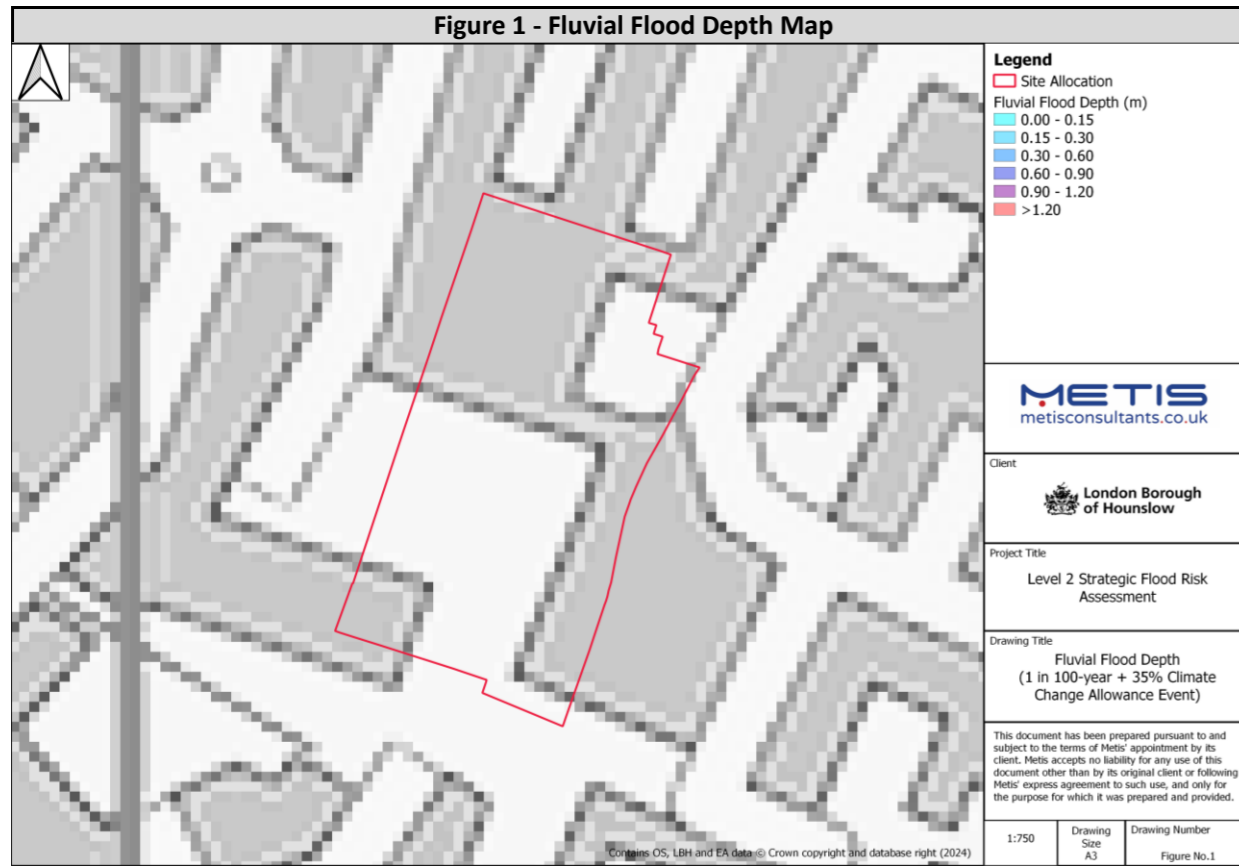 Figure 1 - Fluvial Flood Depth Map
Legend
Site Allocation
Fluvial Flood Depth (m)
0.00 - 0.15
0.15 - 0.30
0.30 - 0.60
0.60 - 0.90
0.90 - 1.20
>1.20
METIS
metisconsultants.co.uk
Client
London Borough
of Hounslow
Project Title
Level 2 Strategic Flood Risk
Assessment
Drawing Title
Fluvial Flood Depth
(1 in 100-year + 35% Climate
Change Allowance Event)
This document has been prepared pursuant to and
subject to the terms of Metis' appointment by its
client. Metis accepts no liability for any use of this
document other than by its original client or following
Metis' express agreement to such use, and only for
the purpose for which it was prepared and provided.
Contains OS, LBH and EA data © Crown copyright and database right (2024)
1:750
Drawing
Size
A3
Drawing Number
Figure No.1